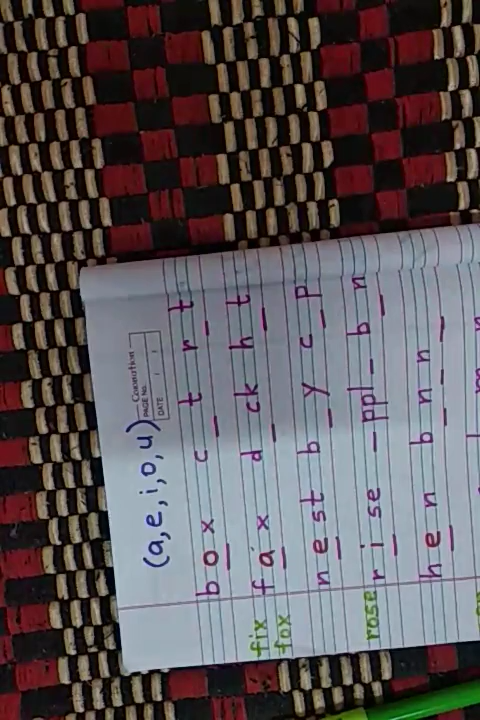 Coronation
PAGE No.
DATE
(a,e,i,o,u)
box c_t r_t
fix fax d_ck h_t
fox
nest b_y c_p
rose rise _ppl_ b_n
hen b_n_n_